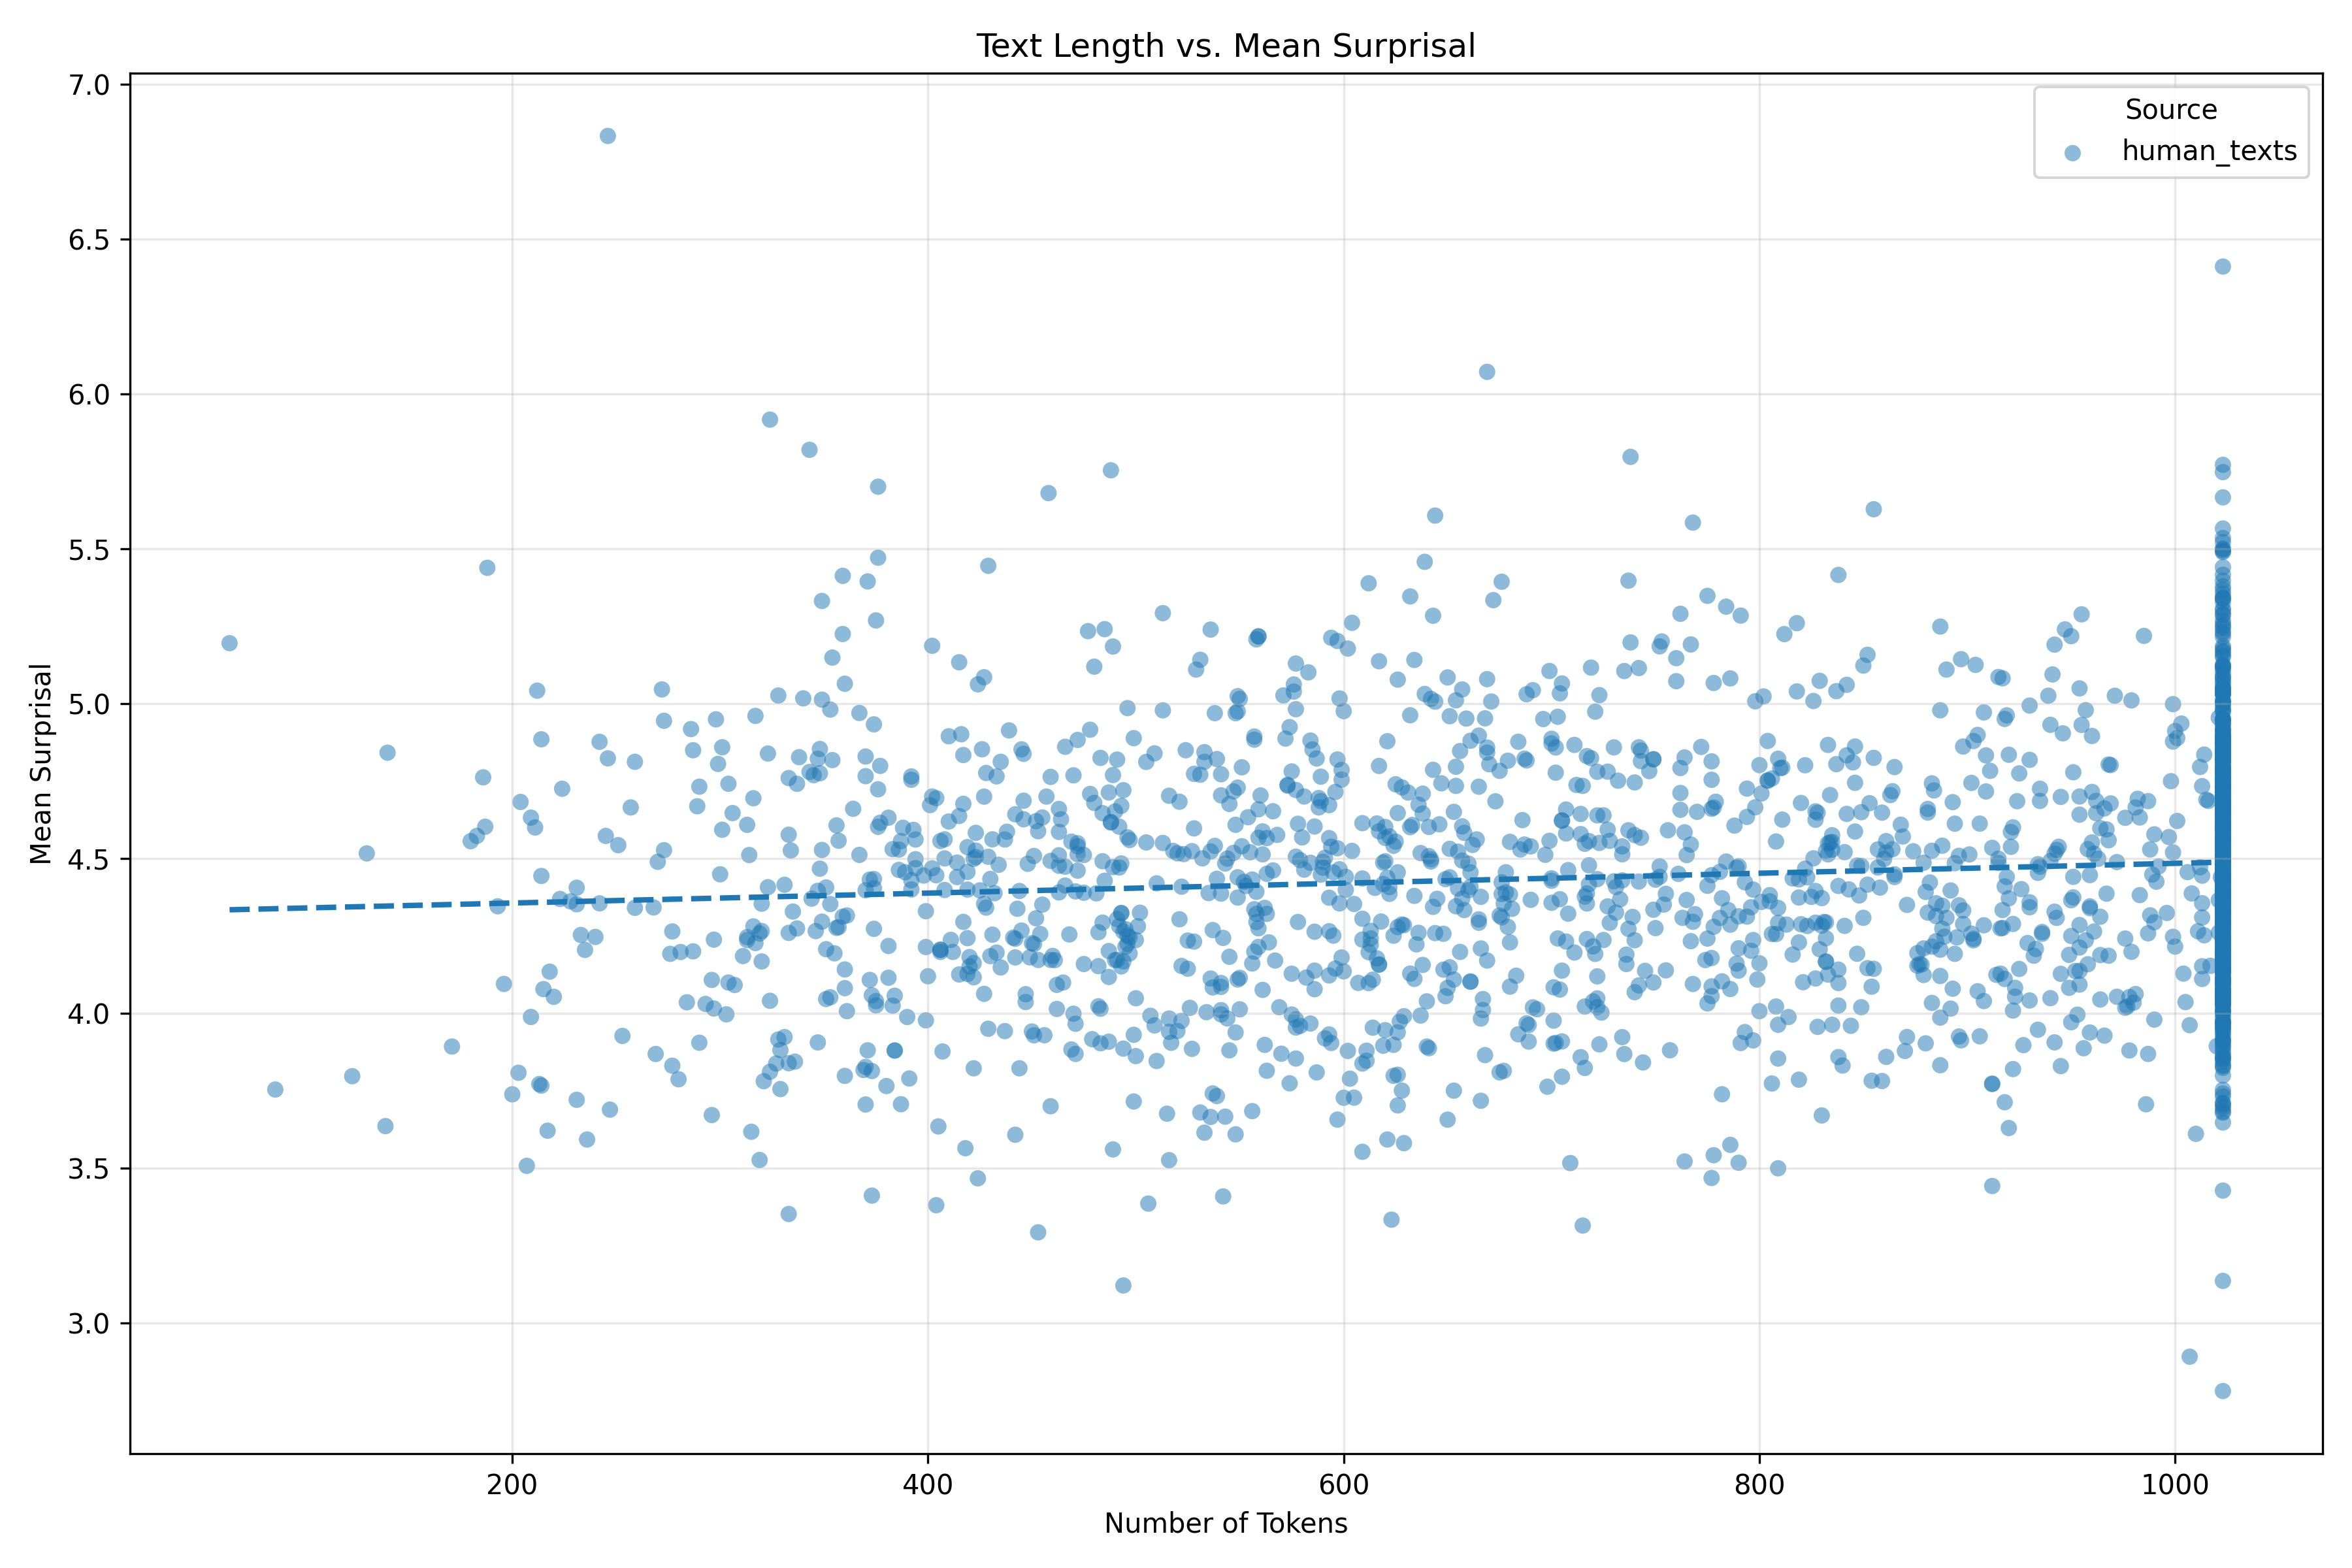 Text Length vs. Mean Surprisal
Source
human_texts
7.0
6.5
6.0
5.5
5.0
4.5
4.0
3.5
3.0
Mean Surprisal
200
400
600
800
1000
Number of Tokens